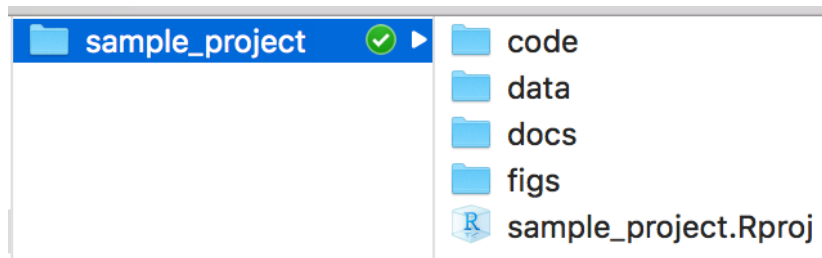 sample_project
code
data
docs
figs
sample_project.Rproj